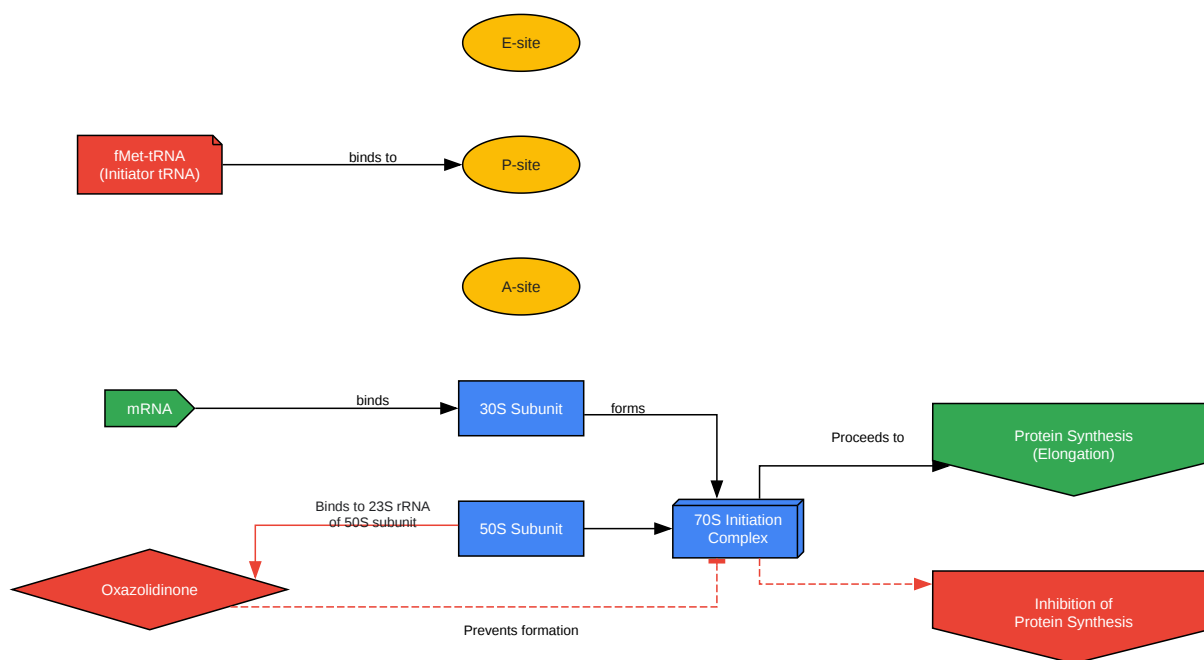 E-site
fMet-tRNA
(Initiator tRNA)
binds to
P-site
A-site
mRNA
binds
30S Subunit
forms
Proceeds to
Protein Synthesis
(Elongation)
Binds to 23S rRNA
of 50S subunit
50S Subunit
70S Initiation
Complex
Oxazolidinone
Prevents formation
Inhibition of
Protein Synthesis